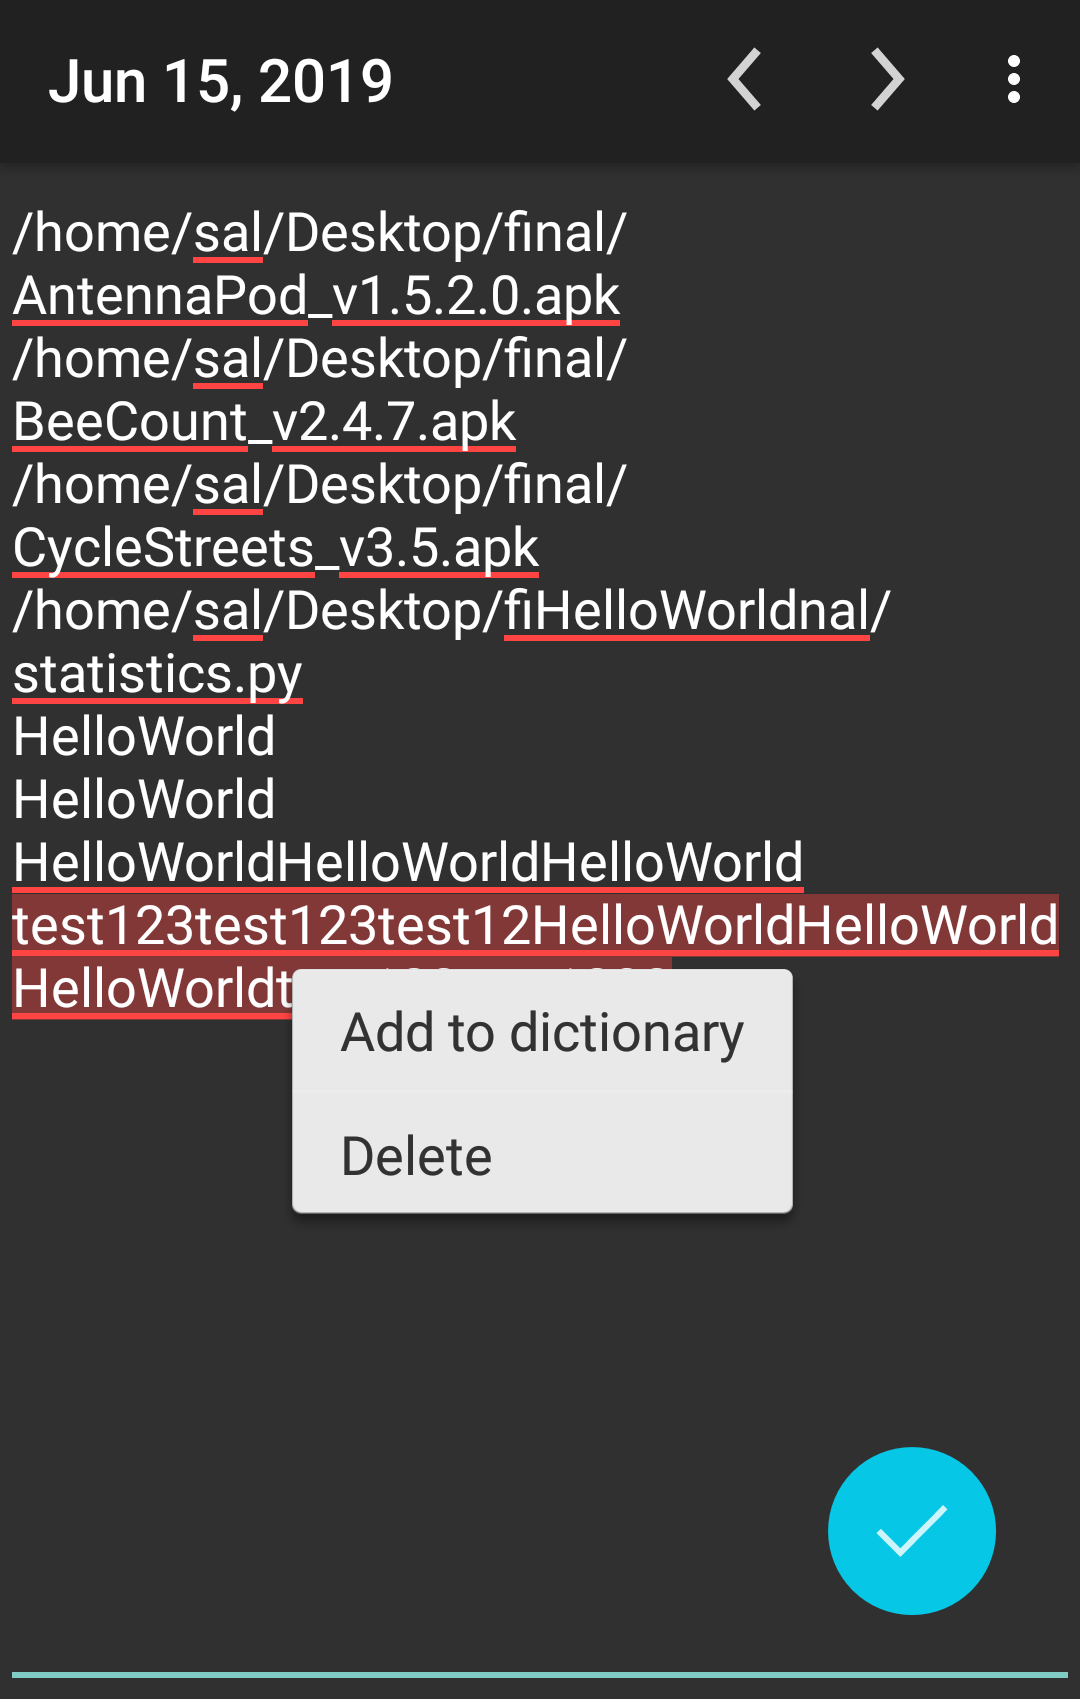 Jun 15, 2019
/home/sal/Desktop/final/
AntennaPod_v1.5.2.0.apk
/home/sal/Desktop/final/
BeeCount_v2.4.7.apk
/home/sal/Desktop/final/
CycleStreets_v3.5.apk
/home/sal/Desktop/fiHelloWorldnal/
statistics.py
HelloWorld
HelloWorld
HelloWorldHelloWorldHelloWorld
test123test123test12HelloWorldHelloWorld
HelloWorldt
Add to dictionary
Delete